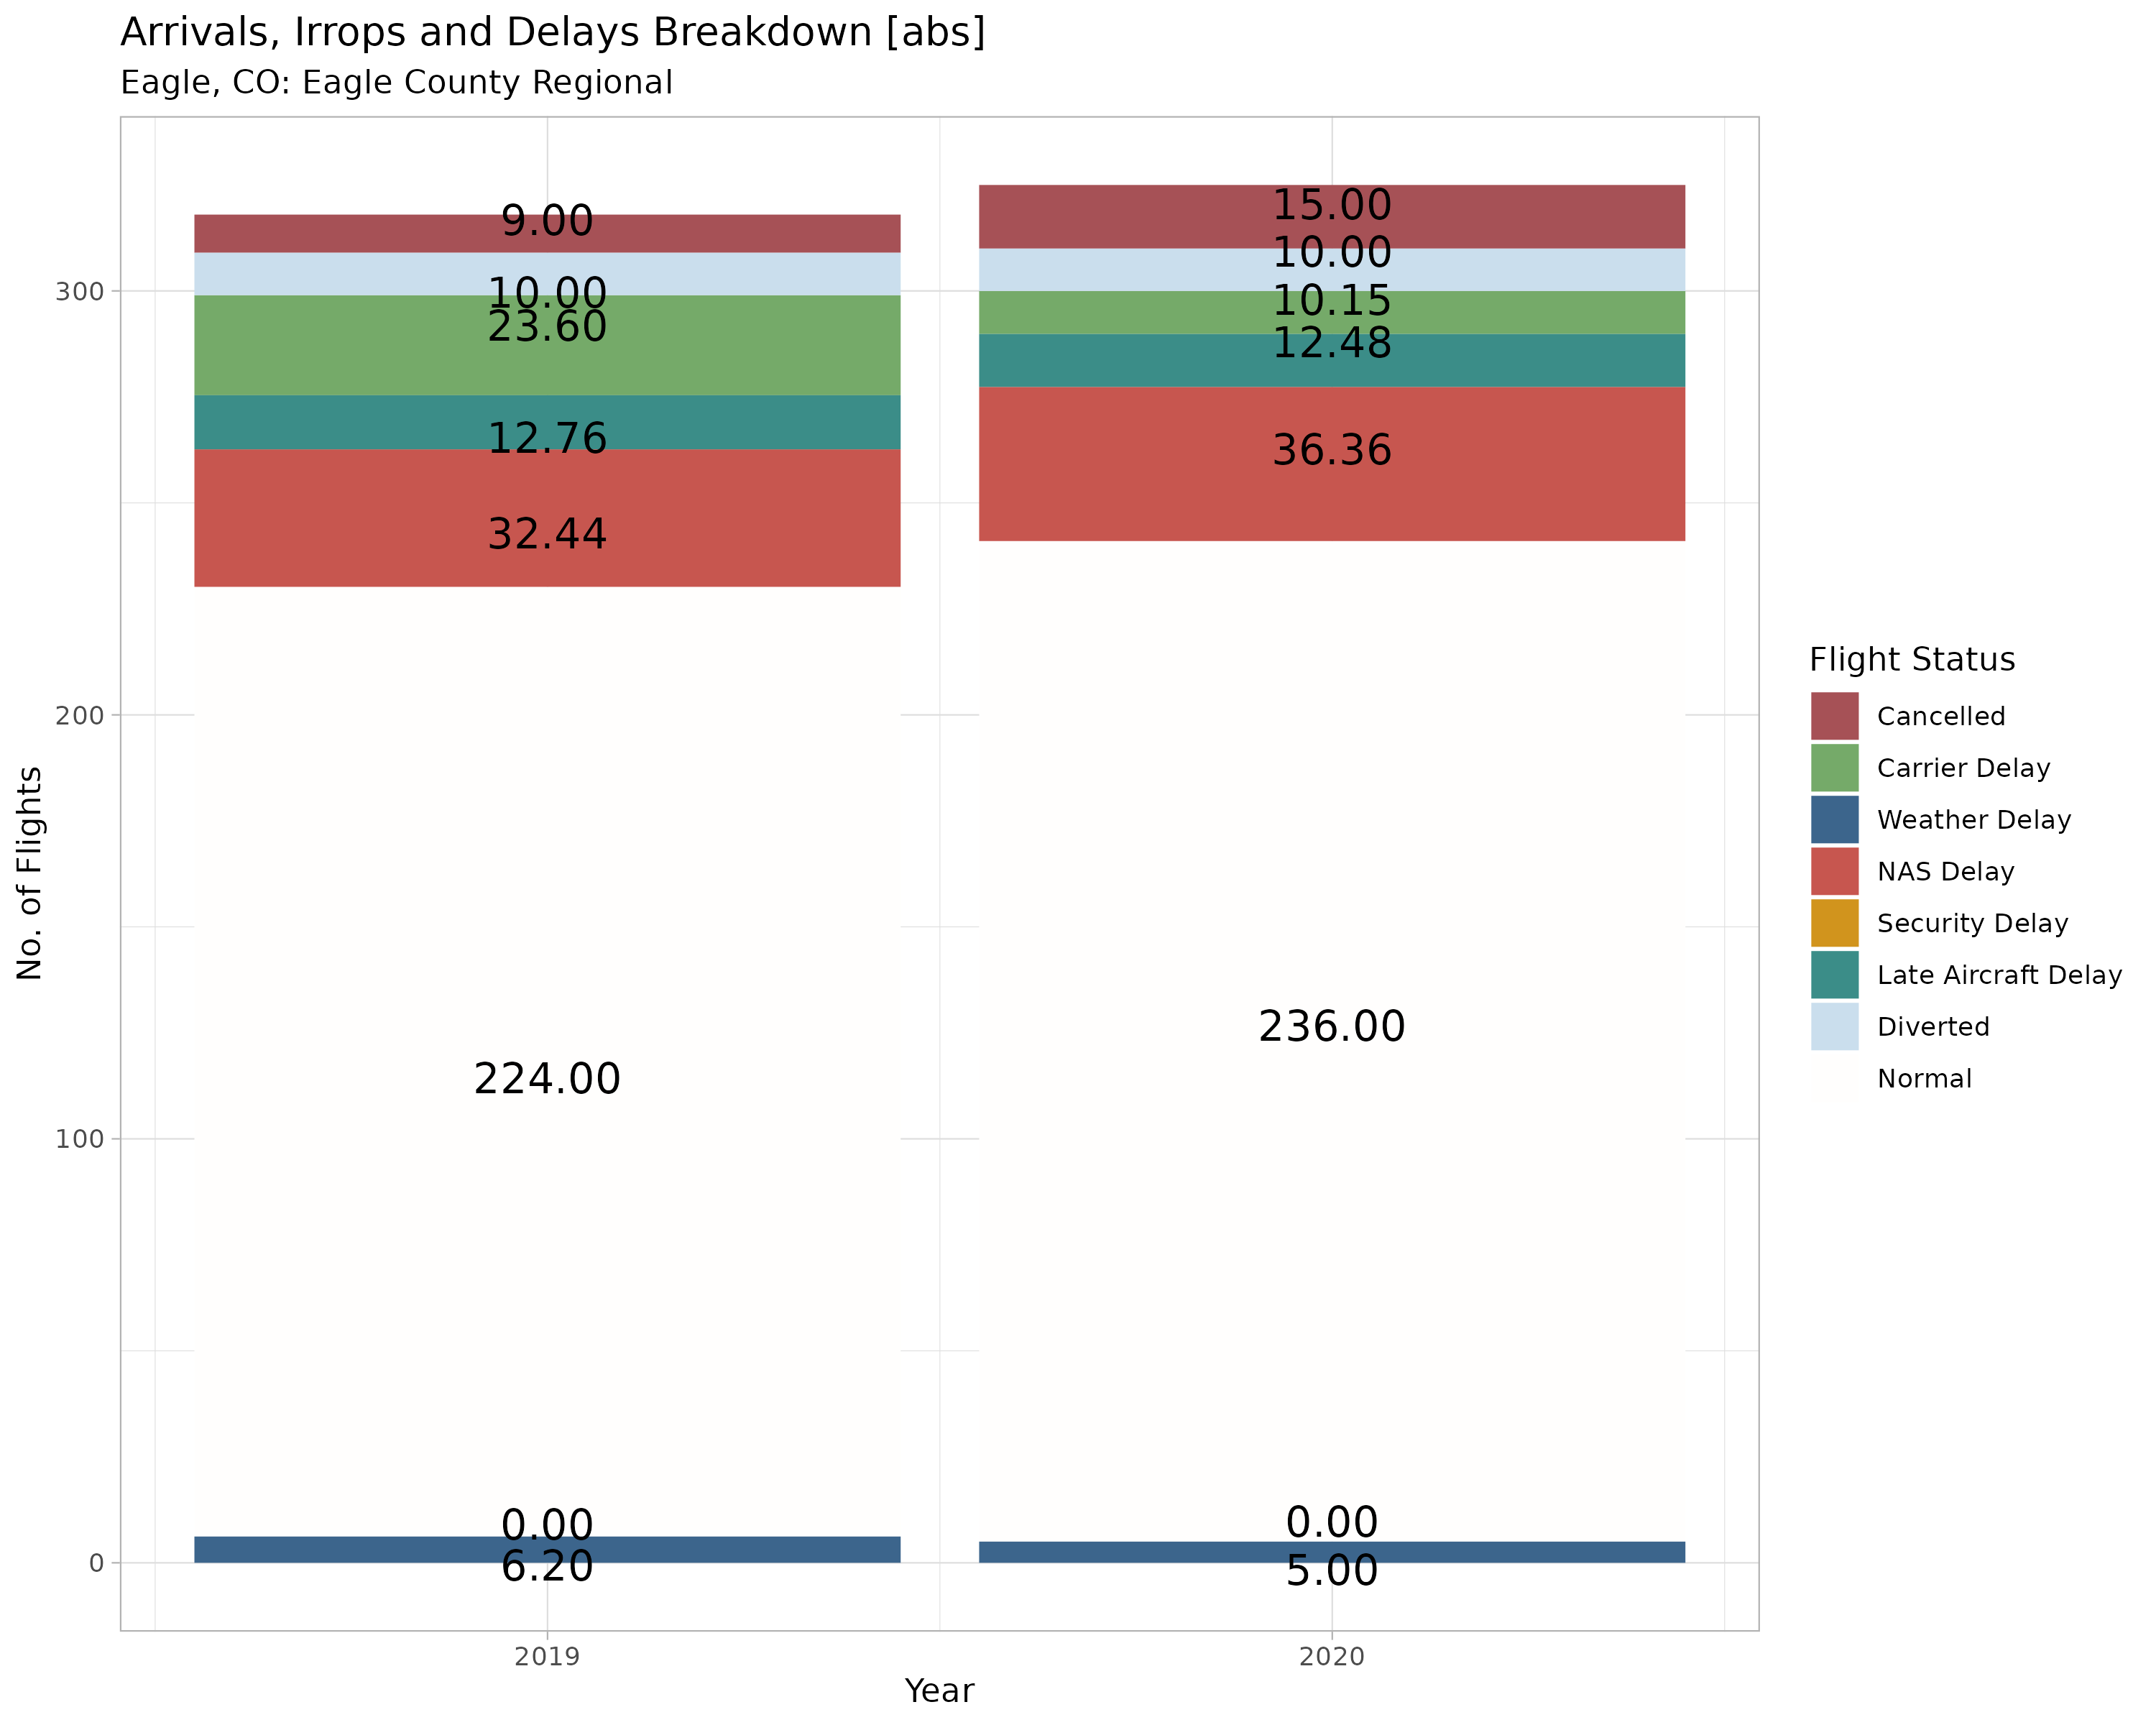 Arrivals, Irrops and Delays Breakdown [abs]
Eagle, CO: Eagle County Regional
No. of Flights
300
200
100
0
9.00
10.00
23.60
12.76
32.44
224.00
0.00
6.20
15.00
10.00
10.15
12.48
36.36
236.00
0.00
5.00
2019
2020
Year
Flight Status
Cancelled
Carrier Delay
Weather Delay
NAS Delay
Security Delay
Late Aircraft Delay
Diverted
Normal